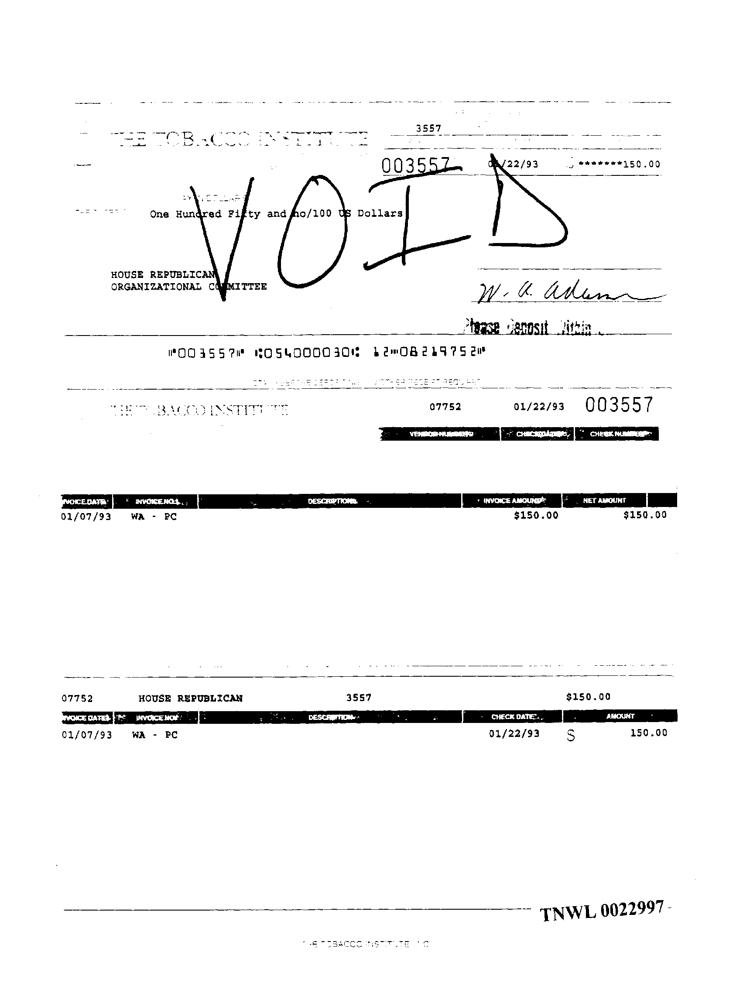 3557
THE TOBACCO INSTITUTE
003557 01/22/93 $ *******150.00
One Hundred Fifty and no/100 US Dollars
VOID
HOUSE REPUBLICAN
ORGANIZATIONAL COMMITTEE
W. A. Adams
Please Deposit Within
⑈003557⑈ ⑆054000030⑆ 12⑈08219752⑈
THE TOBACCO INSTITUTE 07752 01/22/93 003557
VENDOR NUMBER CHECK DATE CHECK NUMBER
INVOICE DATE INVOICE NO. DESCRIPTION INVOICE AMOUNT NET AMOUNT
01/07/93 WA - PC $150.00 $150.00
07752 HOUSE REPUBLICAN 3557 $150.00
INVOICE DATE INVOICE NO. DESCRIPTION CHECK DATE AMOUNT
01/07/93 WA - PC 01/22/93 $ 150.00
TNWL 0022997
THE TOBACCO INSTITUTE INC